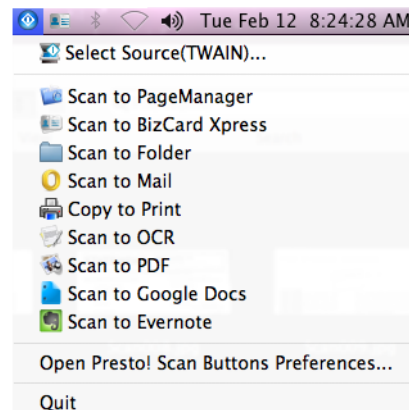 Tue Feb 12 8:24:28 AM
Select Source(TWAIN)...
Scan to PageManager
Scan to BizCard Xpress
Scan to Folder
Scan to Mail
Copy to Print
Scan to OCR
Scan to PDF
Scan to Google Docs
Scan to Evernote
Open Presto! Scan Buttons Preferences...
Quit